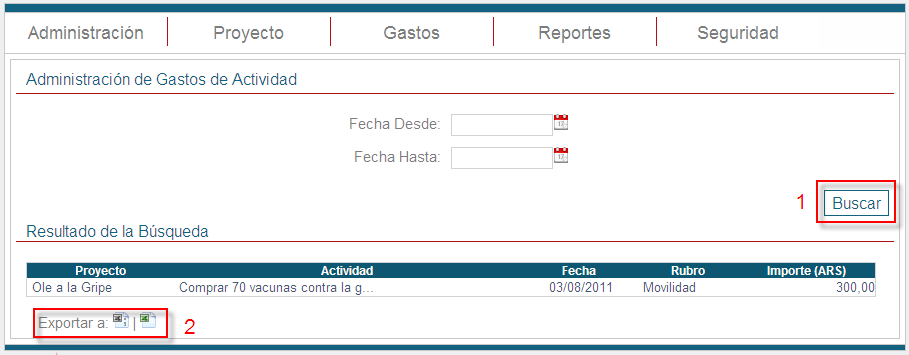 Administración Proyecto Gastos Reportes Seguridad
Administración de Gastos de Actividad
Fecha Desde:
Fecha Hasta:
1 Buscar
Resultado de la Búsqueda
Proyecto Actividad Fecha Rubro Importe (ARS)
Ole a la Gripe Comprar 70 vacunas contra la g... 03/08/2011 Movilidad 300,00
Exportar a: | 2